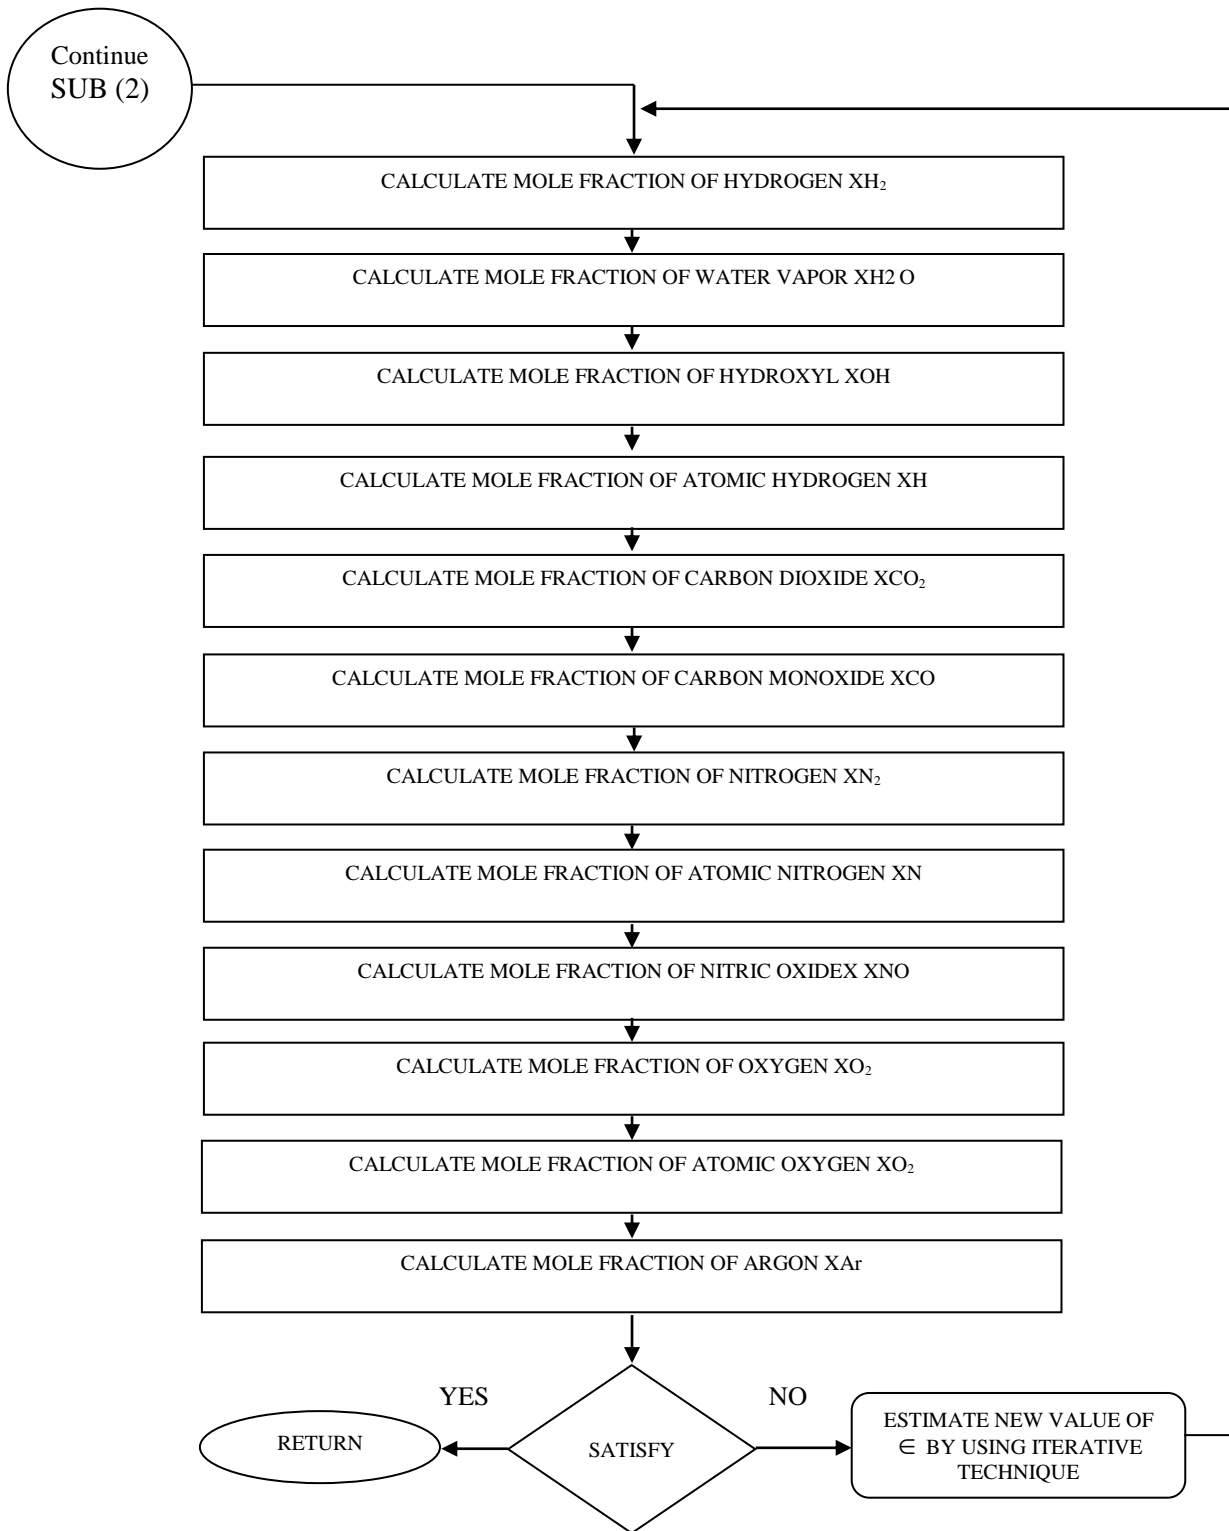 Continue
SUB (2)
CALCULATE MOLE FRACTION OF HYDROGEN XH₂
CALCULATE MOLE FRACTION OF WATER VAPOR XH2 O
CALCULATE MOLE FRACTION OF HYDROXYL XOH
CALCULATE MOLE FRACTION OF ATOMIC HYDROGEN XH
CALCULATE MOLE FRACTION OF CARBON DIOXIDE XCO₂
CALCULATE MOLE FRACTION OF CARBON MONOXIDE XCO
CALCULATE MOLE FRACTION OF NITROGEN XN₂
CALCULATE MOLE FRACTION OF ATOMIC NITROGEN XN
CALCULATE MOLE FRACTION OF NITRIC OXIDEX XNO
CALCULATE MOLE FRACTION OF OXYGEN XO₂
CALCULATE MOLE FRACTION OF ATOMIC OXYGEN XO₂
CALCULATE MOLE FRACTION OF ARGON XAr
YES
NO
RETURN
SATISFY
ESTIMATE NEW VALUE OF
∈ BY USING ITERATIVE
TECHNIQUE